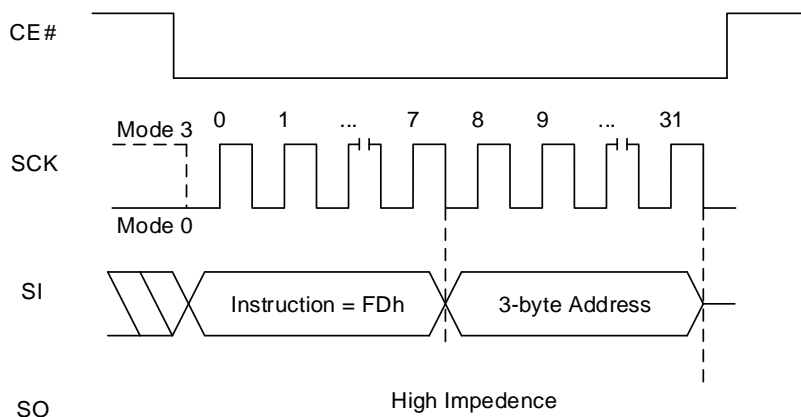 CE#
0 1 ... 7 8 9 ... 31
Mode 3
SCK
Mode 0
SI
Instruction = FDh
3-byte Address
High Impedence
SO